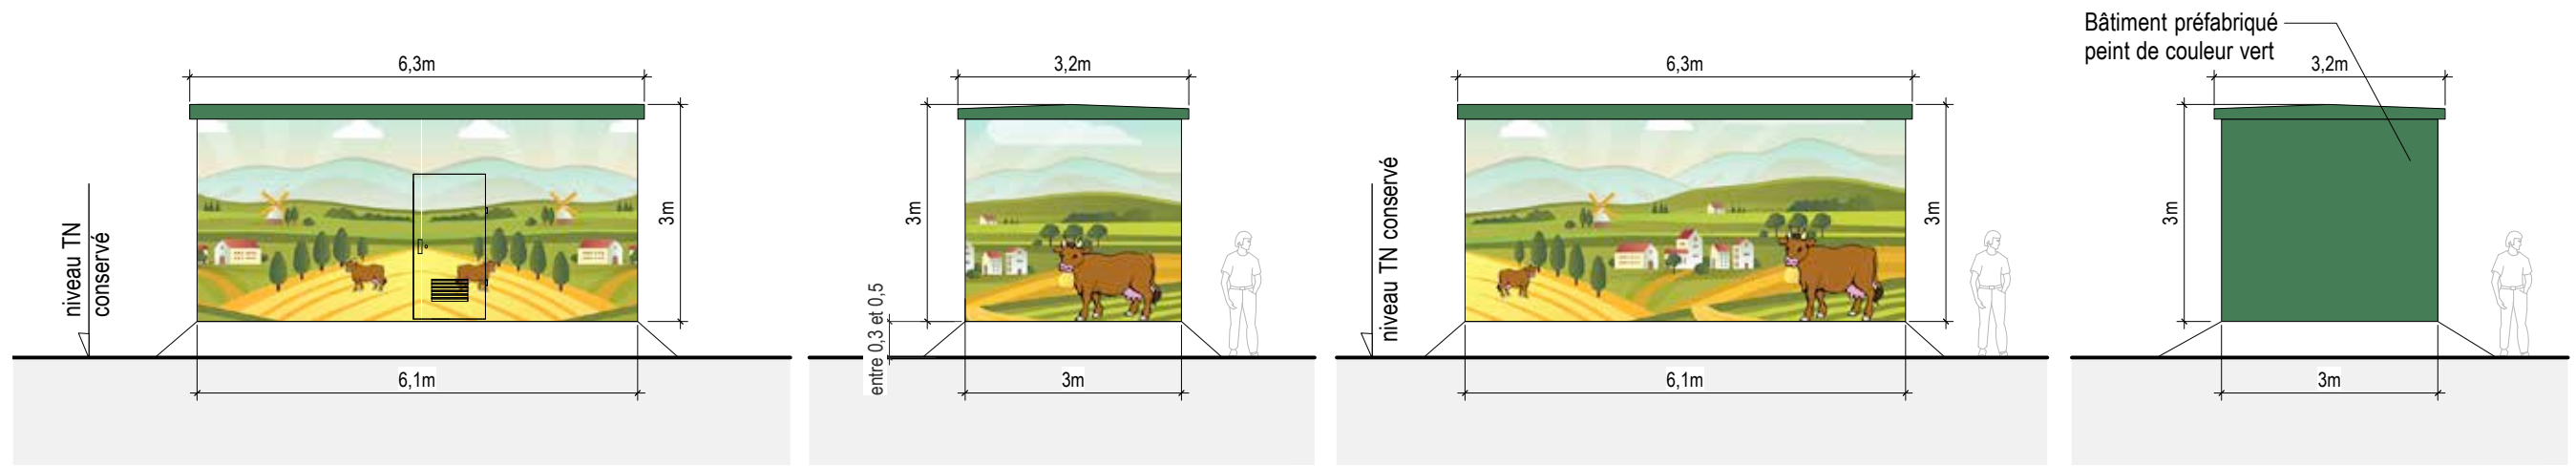 6,3m
3m
niveau TN
conservé
6,1m
3,2m
3m
entre 0,3 et 0,5
3m
6,3m
niveau TN conservé
3m
6,1m
Bâtiment préfabriqué
peint de couleur vert
3,2m
3m
3m